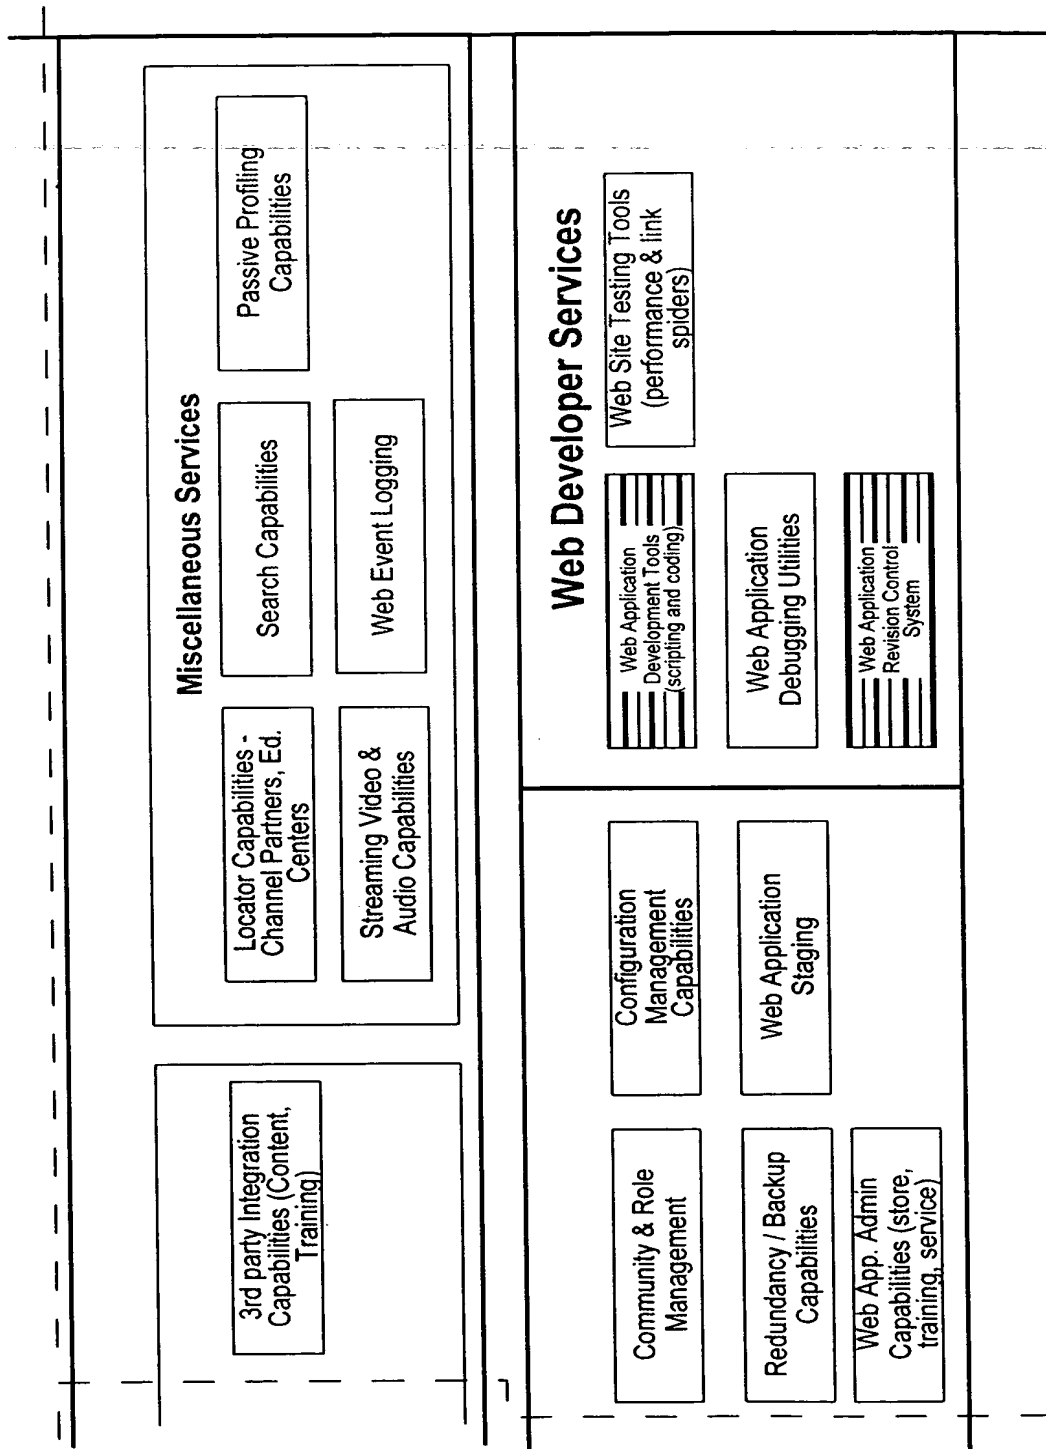 Miscellaneous Services
3rd party Integration
Capabilities (Content,
Training)
Locator Capabilities -
Channel Partners, Ed.
Centers
Search Capabilities
Passive Profiling
Capabilities
Streaming Video &
Audio Capabilities
Web Event Logging
Web Developer Services
Community & Role
Management
Configuration
Management
Capabilities
Web Application
Development Tools
(scripting and coding)
Web Site Testing Tools
(performance & link
spiders)
Redundancy / Backup
Capabilities
Web Application
Staging
Web Application
Debugging Utilities
Web App. Admin
Capabilities (store,
training, service)
Web Application
Revision Control
System